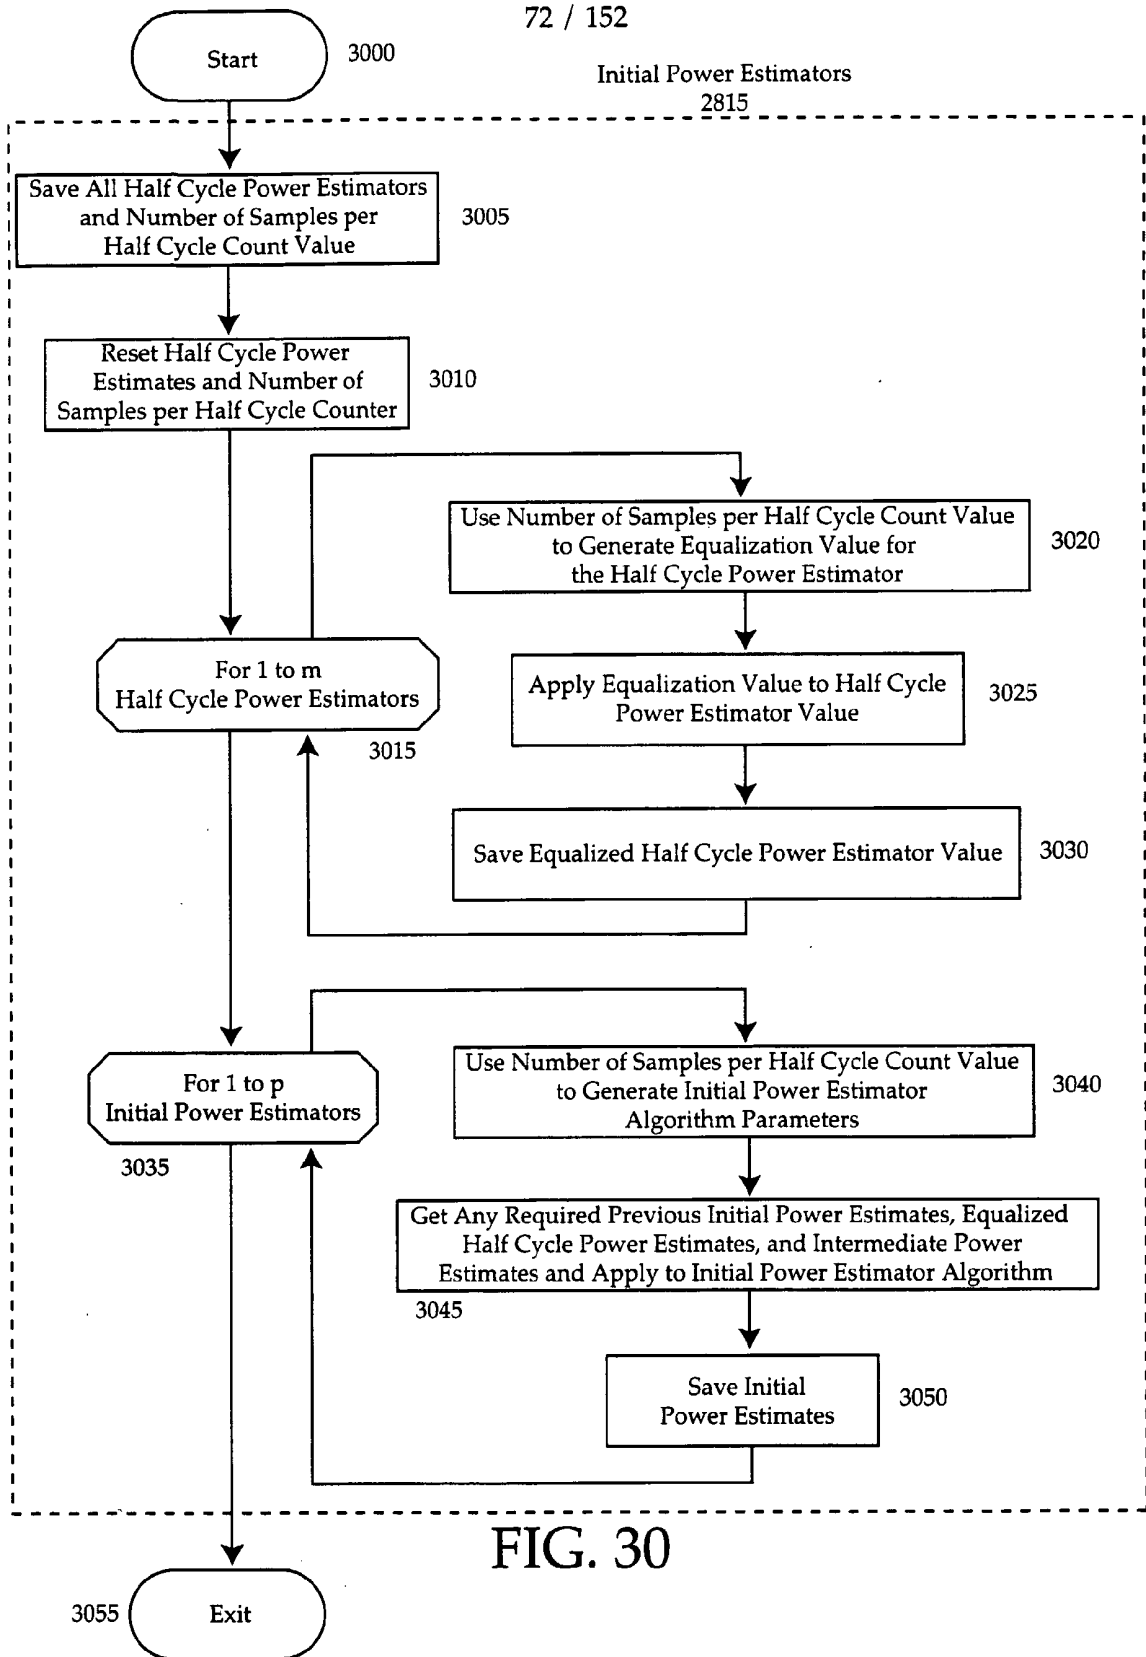 72 / 152
Start
3000
Initial Power Estimators
2815
Save All Half Cycle Power Estimators
and Number of Samples per
Half Cycle Count Value
3005
Reset Half Cycle Power
Estimates and Number of
Samples per Half Cycle Counter
3010
Use Number of Samples per Half Cycle Count Value
to Generate Equalization Value for
the Half Cycle Power Estimator
3020
For 1 to m
Half Cycle Power Estimators
3015
Apply Equalization Value to Half Cycle
Power Estimator Value
3025
Save Equalized Half Cycle Power Estimator Value
3030
For 1 to p
Initial Power Estimators
3035
Use Number of Samples per Half Cycle Count Value
to Generate Initial Power Estimator
Algorithm Parameters
3040
Get Any Required Previous Initial Power Estimates, Equalized
Half Cycle Power Estimates, and Intermediate Power
Estimates and Apply to Initial Power Estimator Algorithm
3045
Save Initial
Power Estimates
3050
FIG. 30
3055
Exit